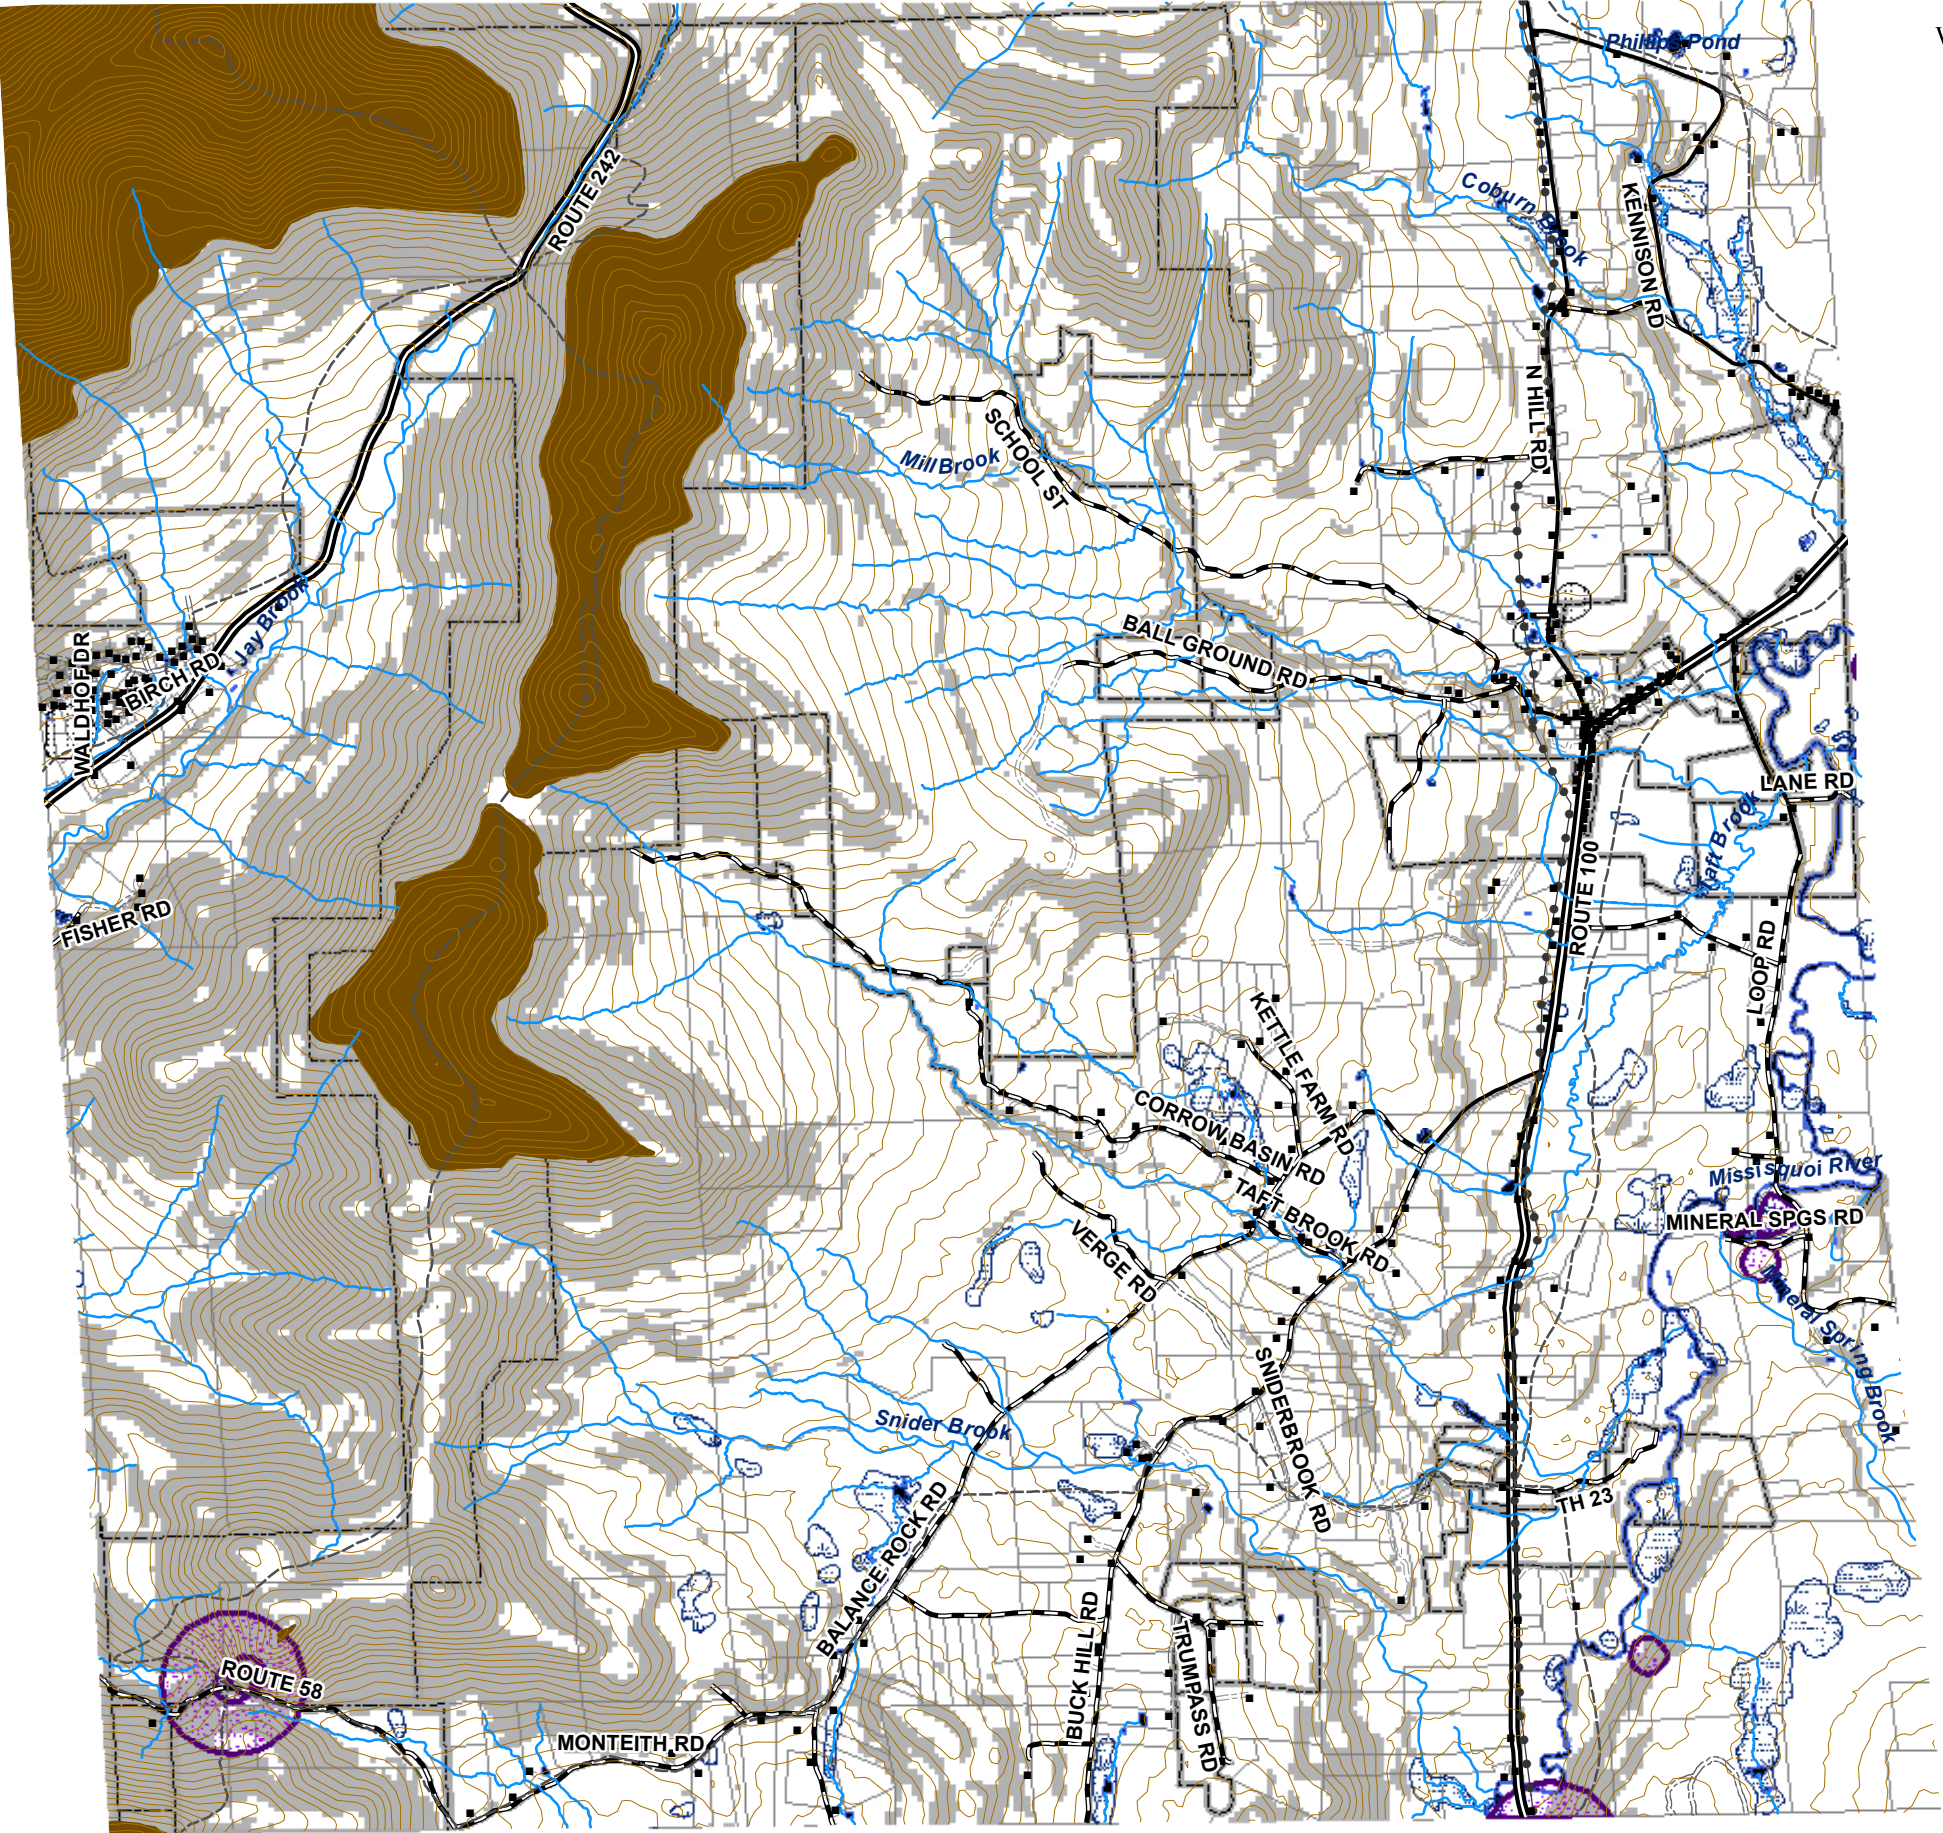 Phillips Pond
ROUTE 242
Coburn Brook
KENNISON RD
N HILL RD
SCHOOL ST
Mill Brook
Jay Brook
BALL GROUND RD
WALDHOF DR
BIRCH RD
LANE RD
Taft Brook
ROUTE 100
FISHER RD
LOOP RD
KETTLE FARM RD
CORROW BASIN RD
Missisquoi River
TAFT BROOK RD
MINERAL SPGS RD
VERGE RD
Mineral Spring Brook
SNIDERBROOK RD
Snider Brook
TH 23
BALANCE ROCK RD
BUCK HILL RD
TRUMPASS RD
ROUTE 58
MONTEITH RD